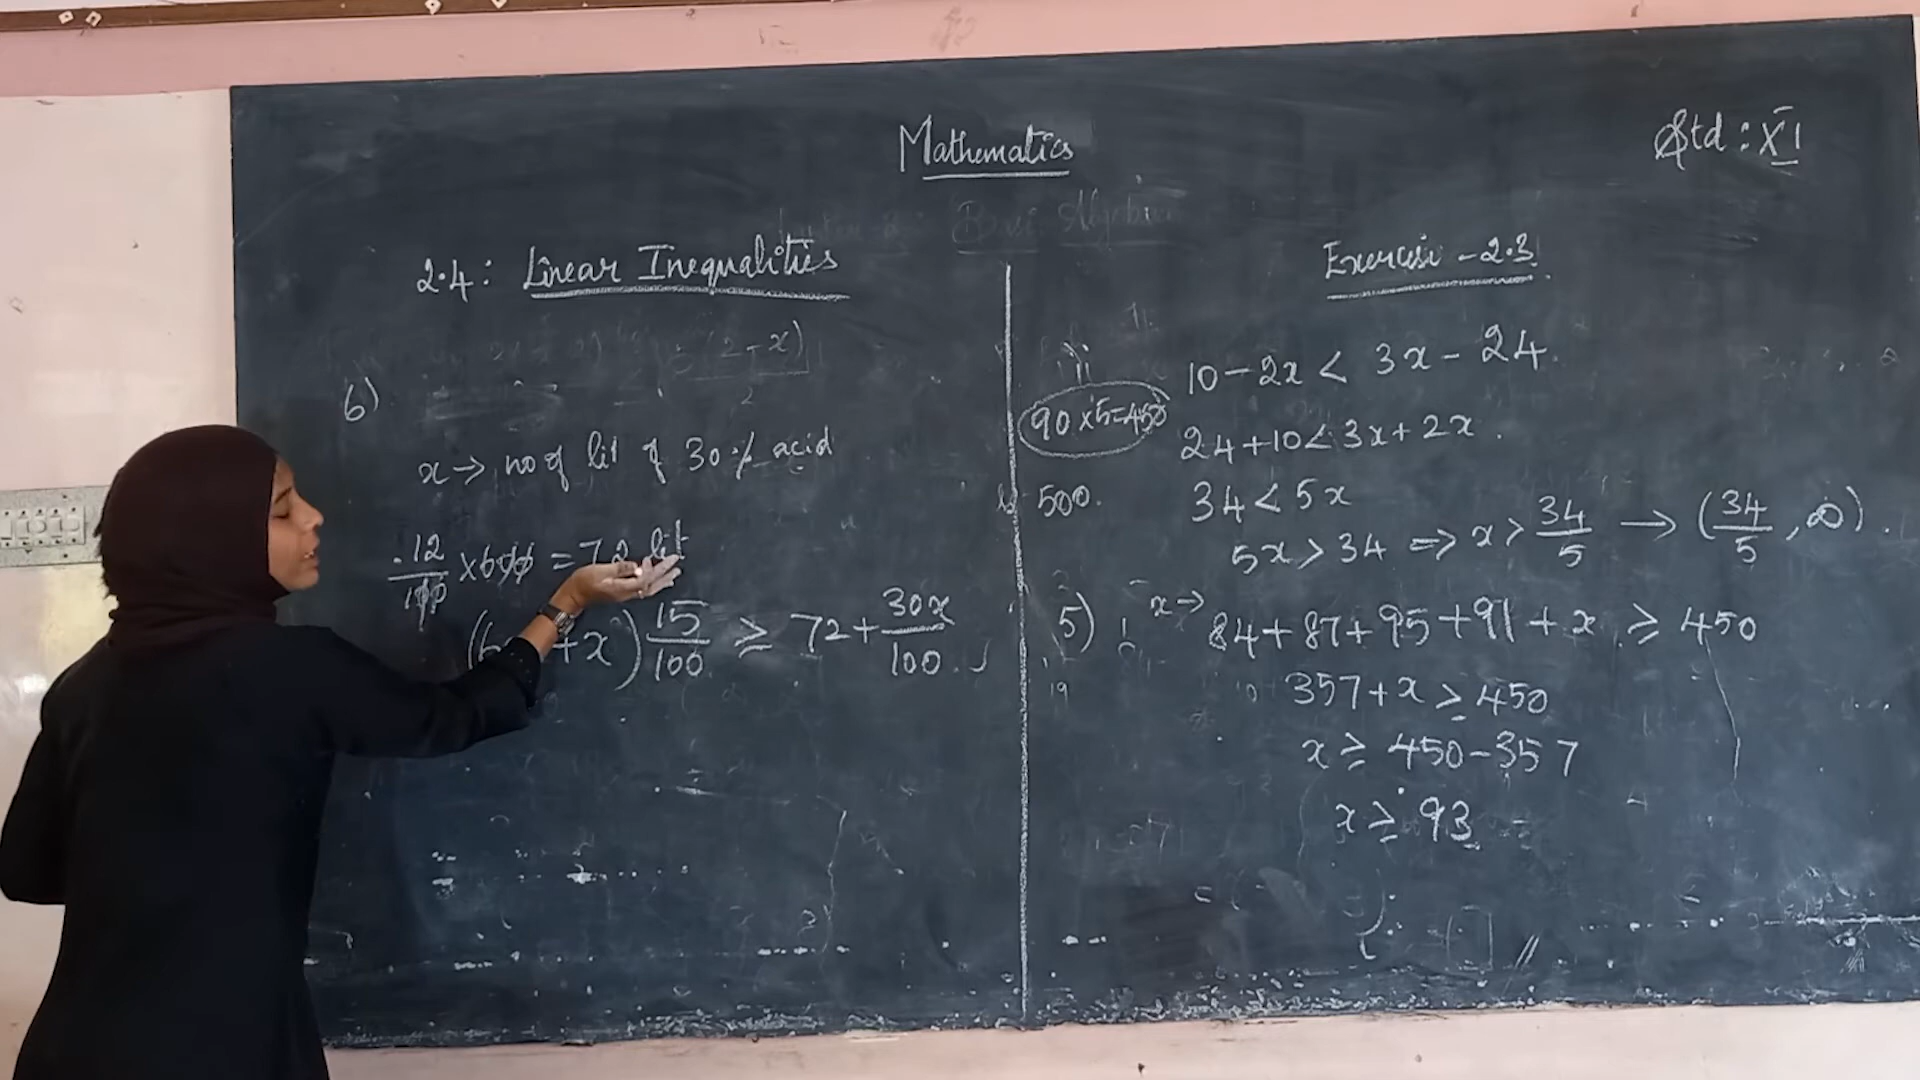 Mathematics
Std : XI
2.4 : Linear Inequalities
6)
x → no of lit of 30 % acid
12/100 × 600 = 72 lit
(6 + x) 15/100 ≥ 72 + 30x/100
Exercise - 2.3
10 - 2x < 3x - 24
90 × 5 = 450
24 + 10 < 3x + 2x
500.
34 < 5x
5x > 34 ⇒ x > 34/5 → (34/5, ∞).
5) x → 84 + 87 + 95 + 91 + x ≥ 450
357 + x ≥ 450
x ≥ 450 - 357
x ≥ 93